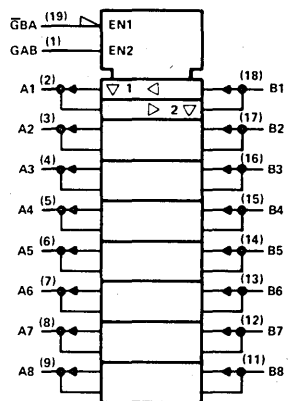 G̅BA (19) EN1
GAB (1) EN2
A1 (2) ▽ 1 ◁ (18) B1
▷ 2 ▽
A2 (3) (17) B2
A3 (4) (16) B3
A4 (5) (15) B4
A5 (6) (14) B5
A6 (7) (13) B6
A7 (8) (12) B7
A8 (9) (11) B8